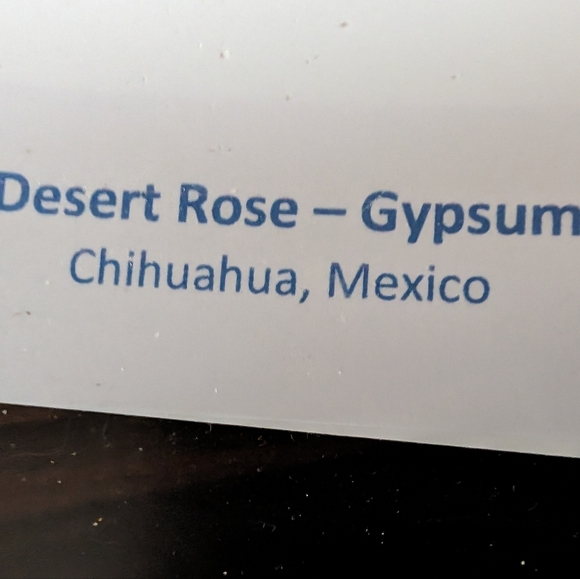 Desert Rose – Gypsum
Chihuahua, Mexico